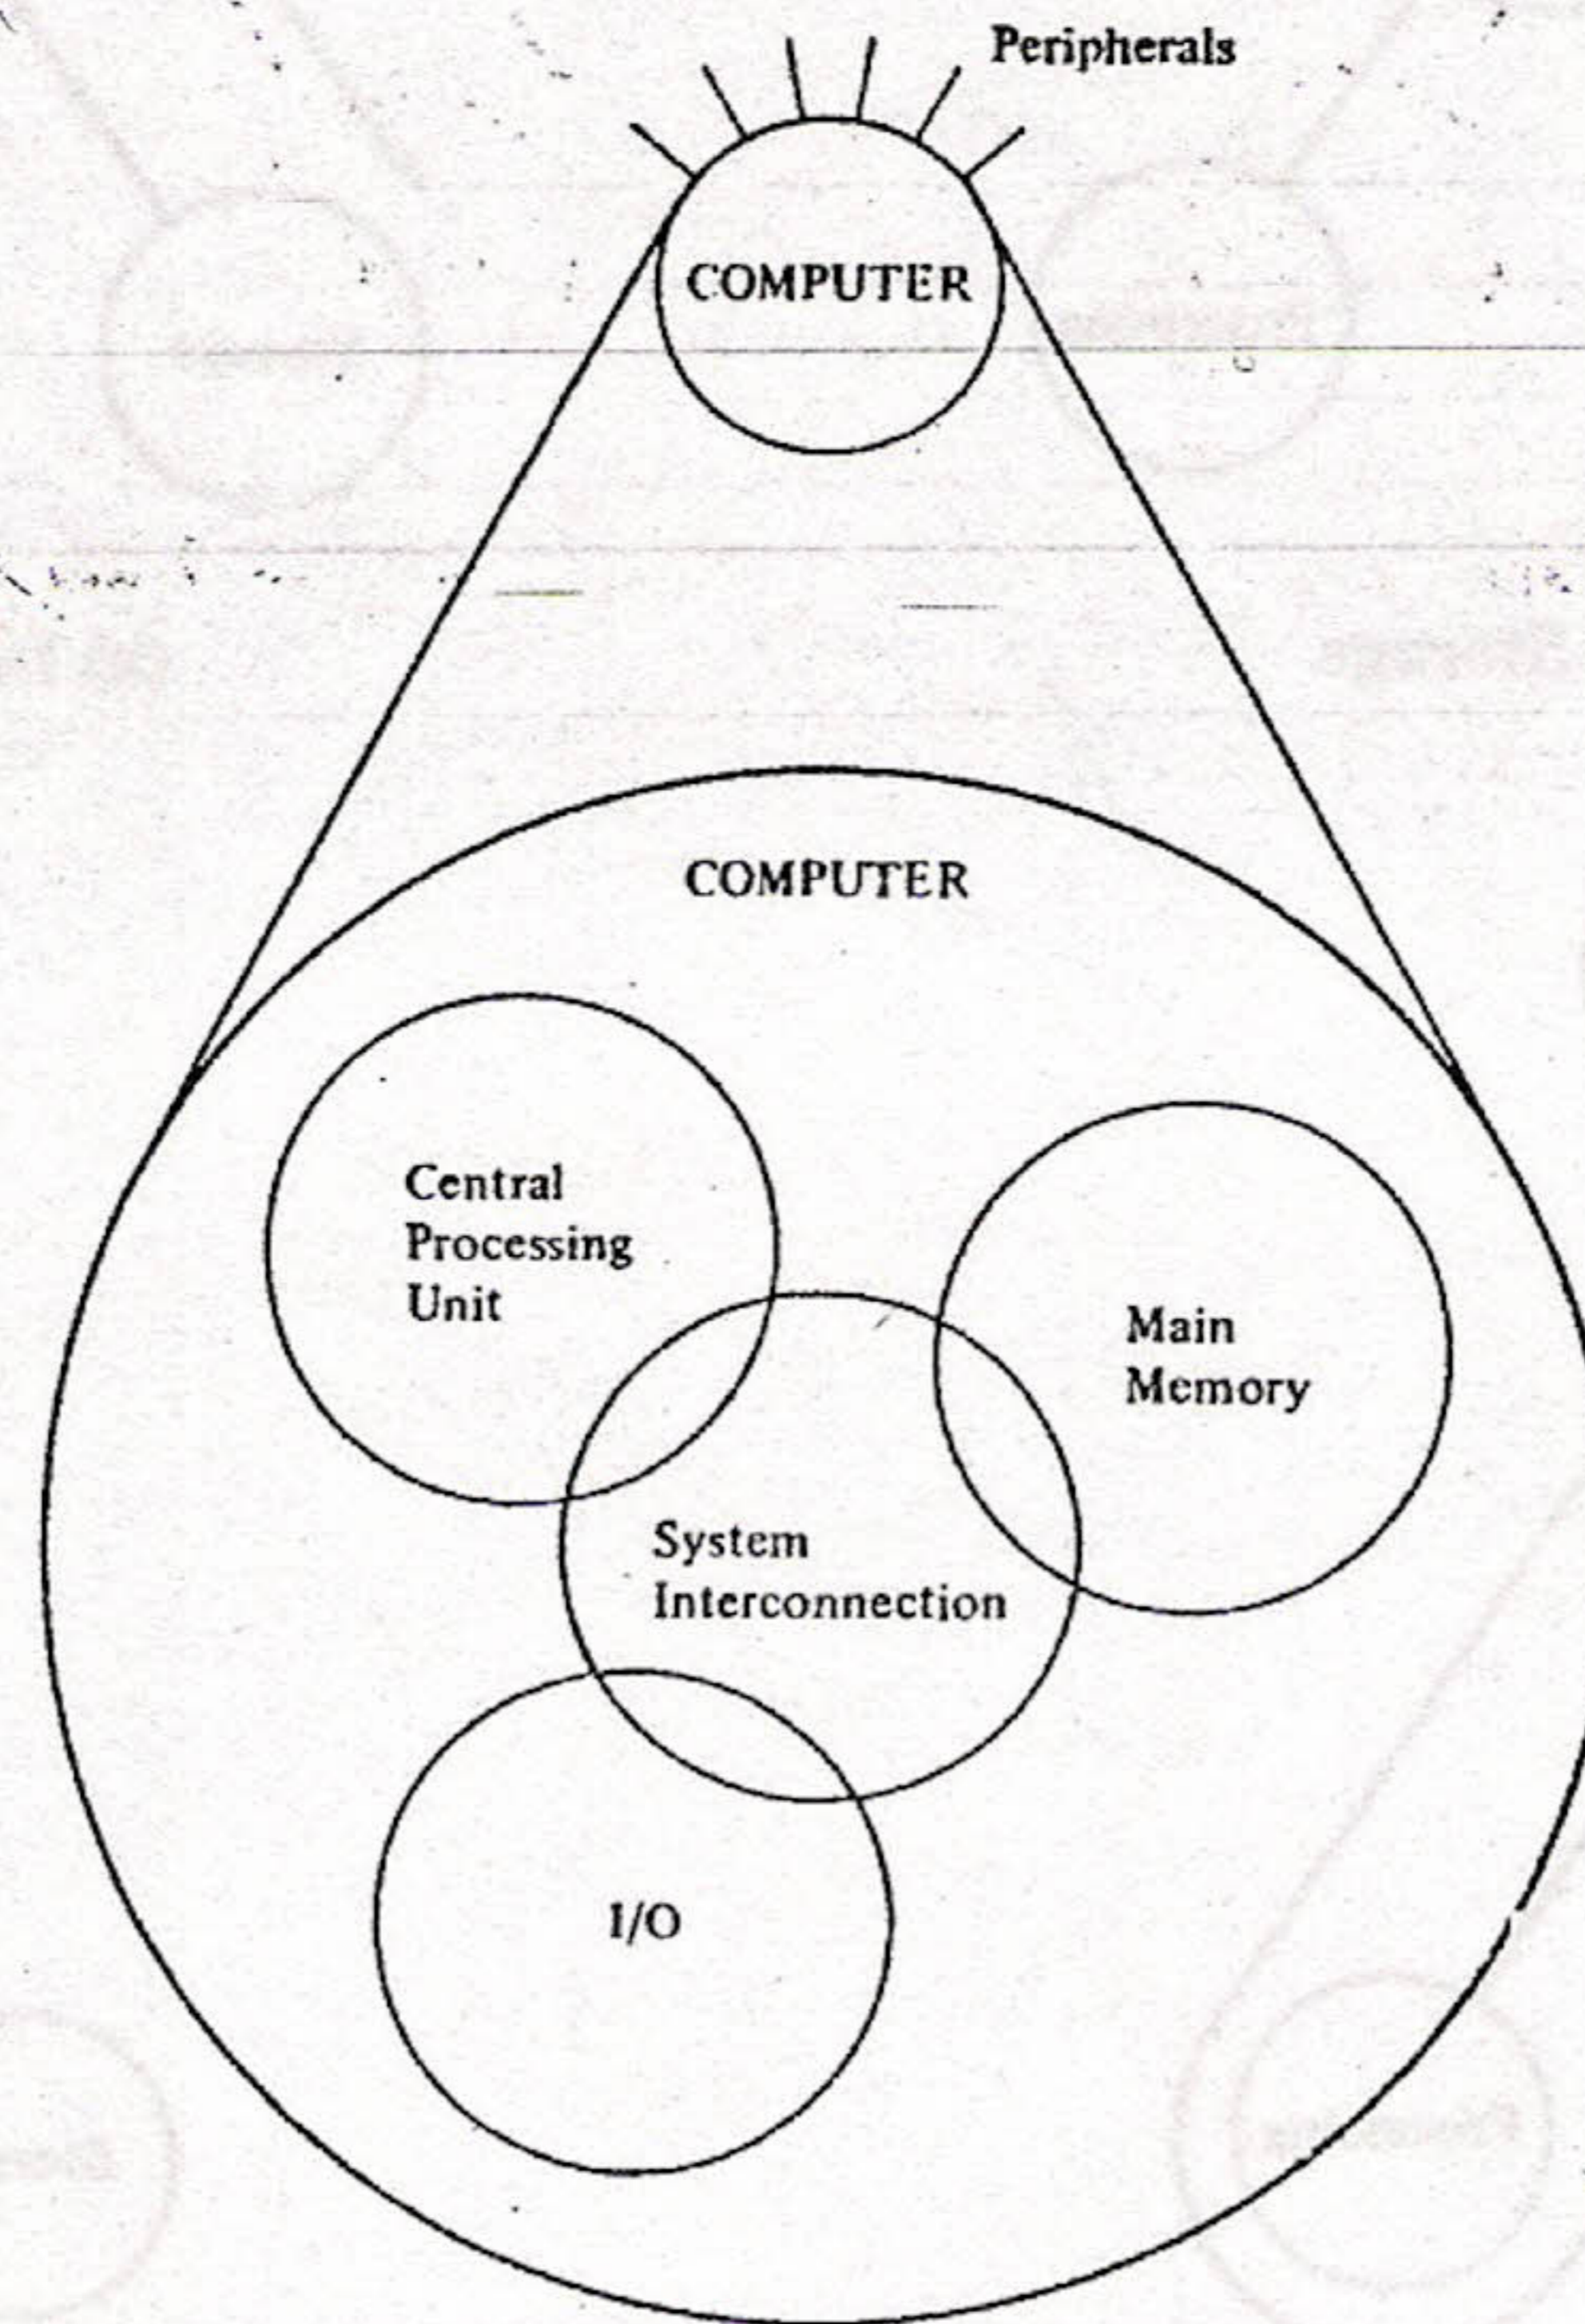 Peripherals
COMPUTER
COMPUTER
Central
Processing
Unit
Main
Memory
System
Interconnection
I/O